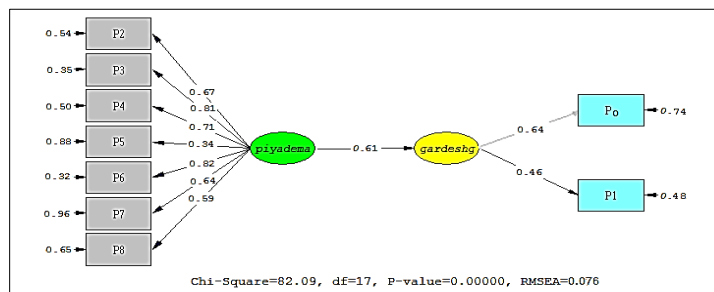 0.54 P2
0.67
0.35 P3
0.81
0.50 P4
0.71
0.88 P5
0.34
0.32 P6
0.82
0.96 P7
0.64
0.65 P8
0.59
piyadema 0.61 gardeshg
0.64 Po 0.74
0.46 P1 0.48
Chi-Square=82.09, df=17, P-value=0.00000, RMSEA=0.076